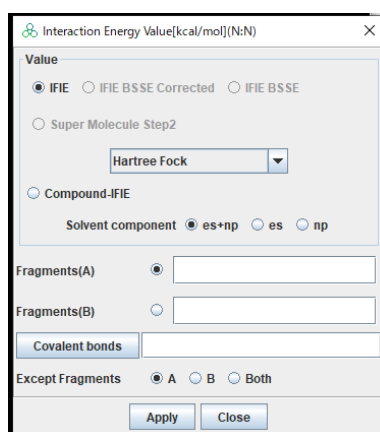 Interaction Energy Value[kcal/mol](N:N)
Value
IFIE IFIE BSSE Corrected IFIE BSSE
Super Molecule Step2
Hartree Fock
Compound-IFIE
Solvent component es+np es np
Fragments(A)
Fragments(B)
Covalent bonds
Except Fragments A B Both
Apply Close